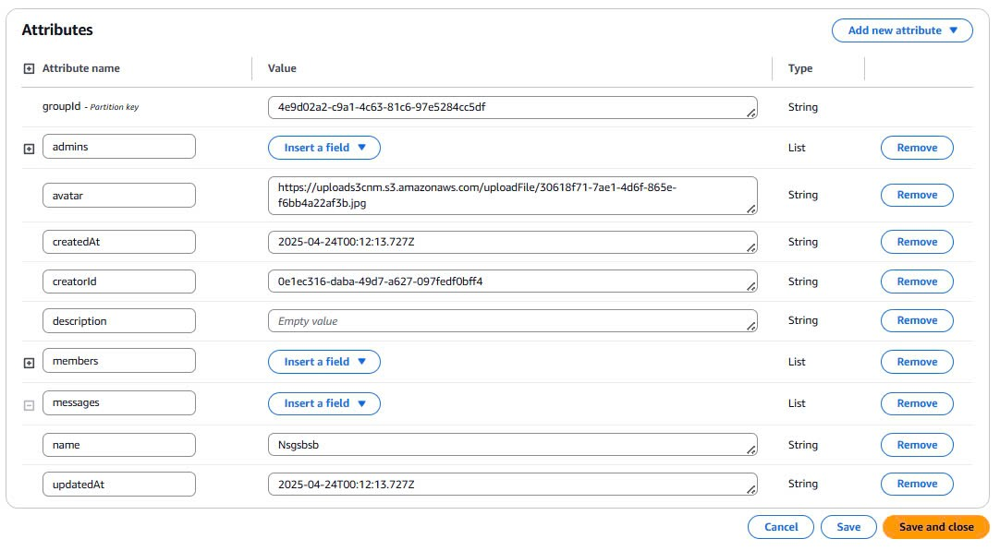 Attributes
Add new attribute
Attribute name Value Type
groupId - Partition key 4e9d02a2-c9a1-4c63-81c6-97e5284cc5df String
admins Insert a field List Remove
avatar https://uploads3cnm.s3.amazonaws.com/uploadFile/30618f71-7ae1-4d6f-865e-
f6bb4a22af3b.jpg String Remove
createdAt 2025-04-24T00:12:13.727Z String Remove
creatorId 0e1ec316-daba-49d7-a627-097fedf0bff4 String Remove
description Empty value String Remove
members Insert a field List Remove
messages Insert a field List Remove
name Nsgsbsb String Remove
updatedAt 2025-04-24T00:12:13.727Z String Remove
Cancel Save Save and close